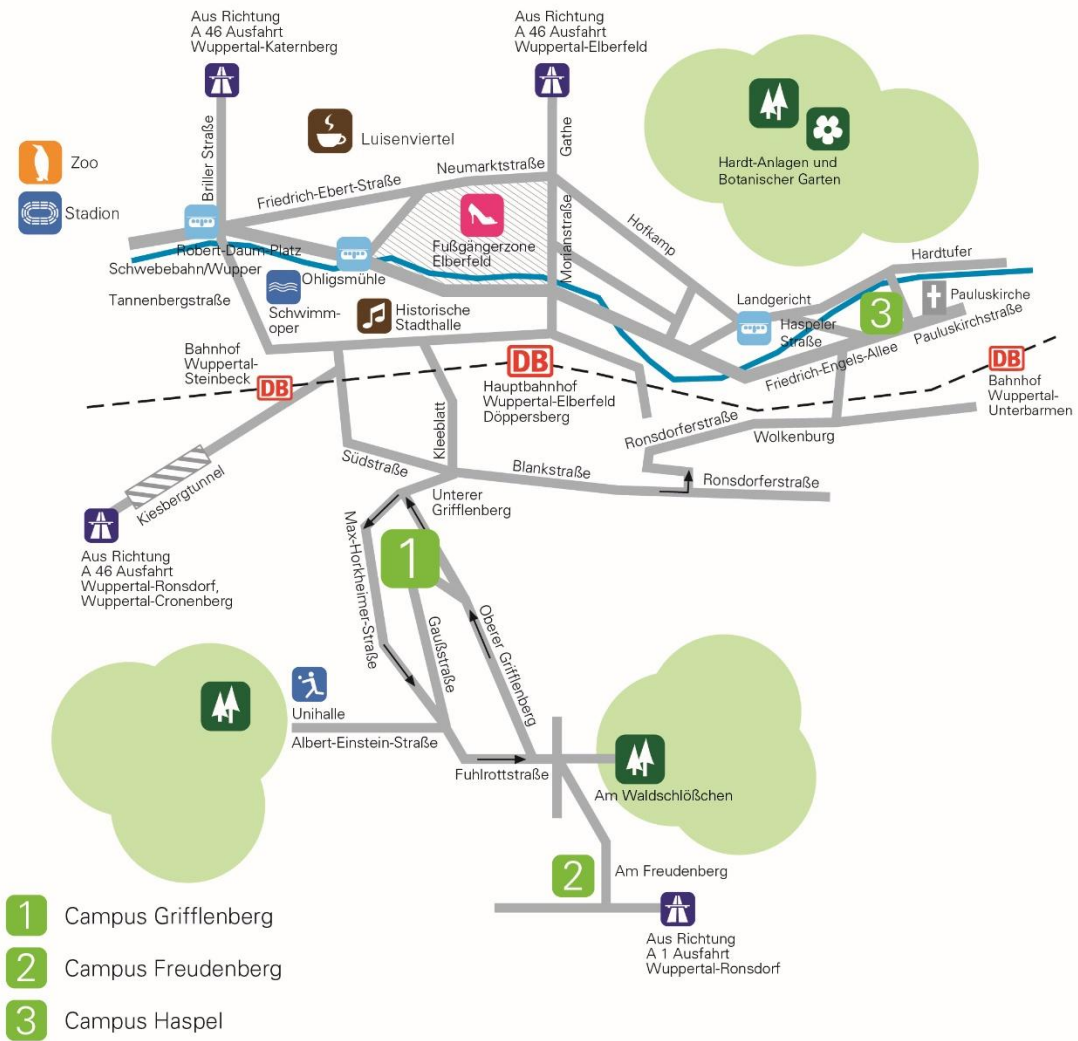 Aus Richtung
A 46 Ausfahrt
Wuppertal-Katernberg
Aus Richtung
A 46 Ausfahrt
Wuppertal-Elberfeld
Briller Straße
Luisenviertel
Gathe
Zoo
Stadion
Hardt-Anlagen und
Botanischer Garten
Neumarktstraße
Friedrich-Ebert-Straße
Fußgängerzone
Elberfeld
Morianstraße
Hofkamp
Robert-Daum-Platz
Schwebebahn/Wupper
Ohligsmühle
Tannenbergstraße
Schwimm-
oper
Historische
Stadthalle
Hardtufer
Landgericht
Haspeler
Straße
3
Pauluskirche
Pauluskirchstraße
Friedrich-Engels-Allee
Bahnhof
Wuppertal-
Steinbeck
DB
DB
Hauptbahnhof
Wuppertal-Elberfeld
Döppersberg
DB
Bahnhof
Wuppertal-
Unterbarmen
Kleeblatt
Ronsdorferstraße
Wolkenburg
Südstraße
Blankstraße
Ronsdorferstraße
Kiesbergtunnel
Unterer
Grifflenberg
Aus Richtung
A 46 Ausfahrt
Wuppertal-Ronsdorf,
Wuppertal-Cronenberg
1
Max-Horkheimer-Straße
Gaußstraße
Oberer Grifflenberg
Unihalle
Albert-Einstein-Straße
Fuhlrottstraße
Am Waldschlößchen
2
Am Freudenberg
Aus Richtung
A 1 Ausfahrt
Wuppertal-Ronsdorf
1 Campus Grifflenberg
2 Campus Freudenberg
3 Campus Haspel